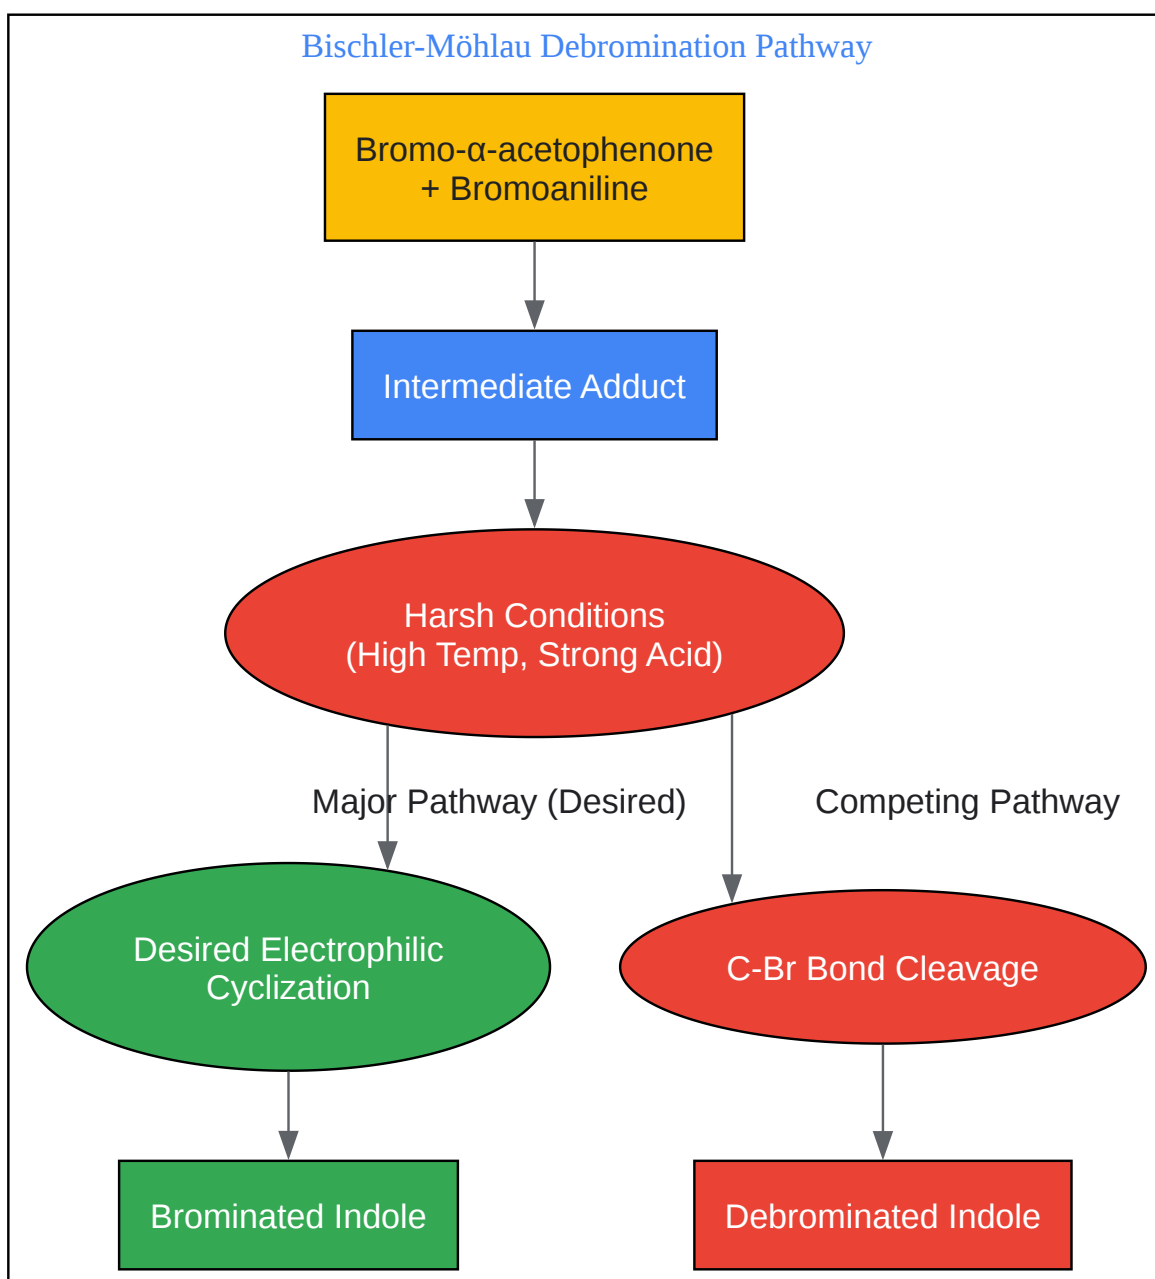 Bischler-Möhlau Debromination Pathway
Bromo-α-acetophenone
+ Bromoaniline
Intermediate Adduct
Harsh Conditions
(High Temp, Strong Acid)
Major Pathway (Desired)
Competing Pathway
Desired Electrophilic
Cyclization
C-Br Bond Cleavage
Brominated Indole
Debrominated Indole